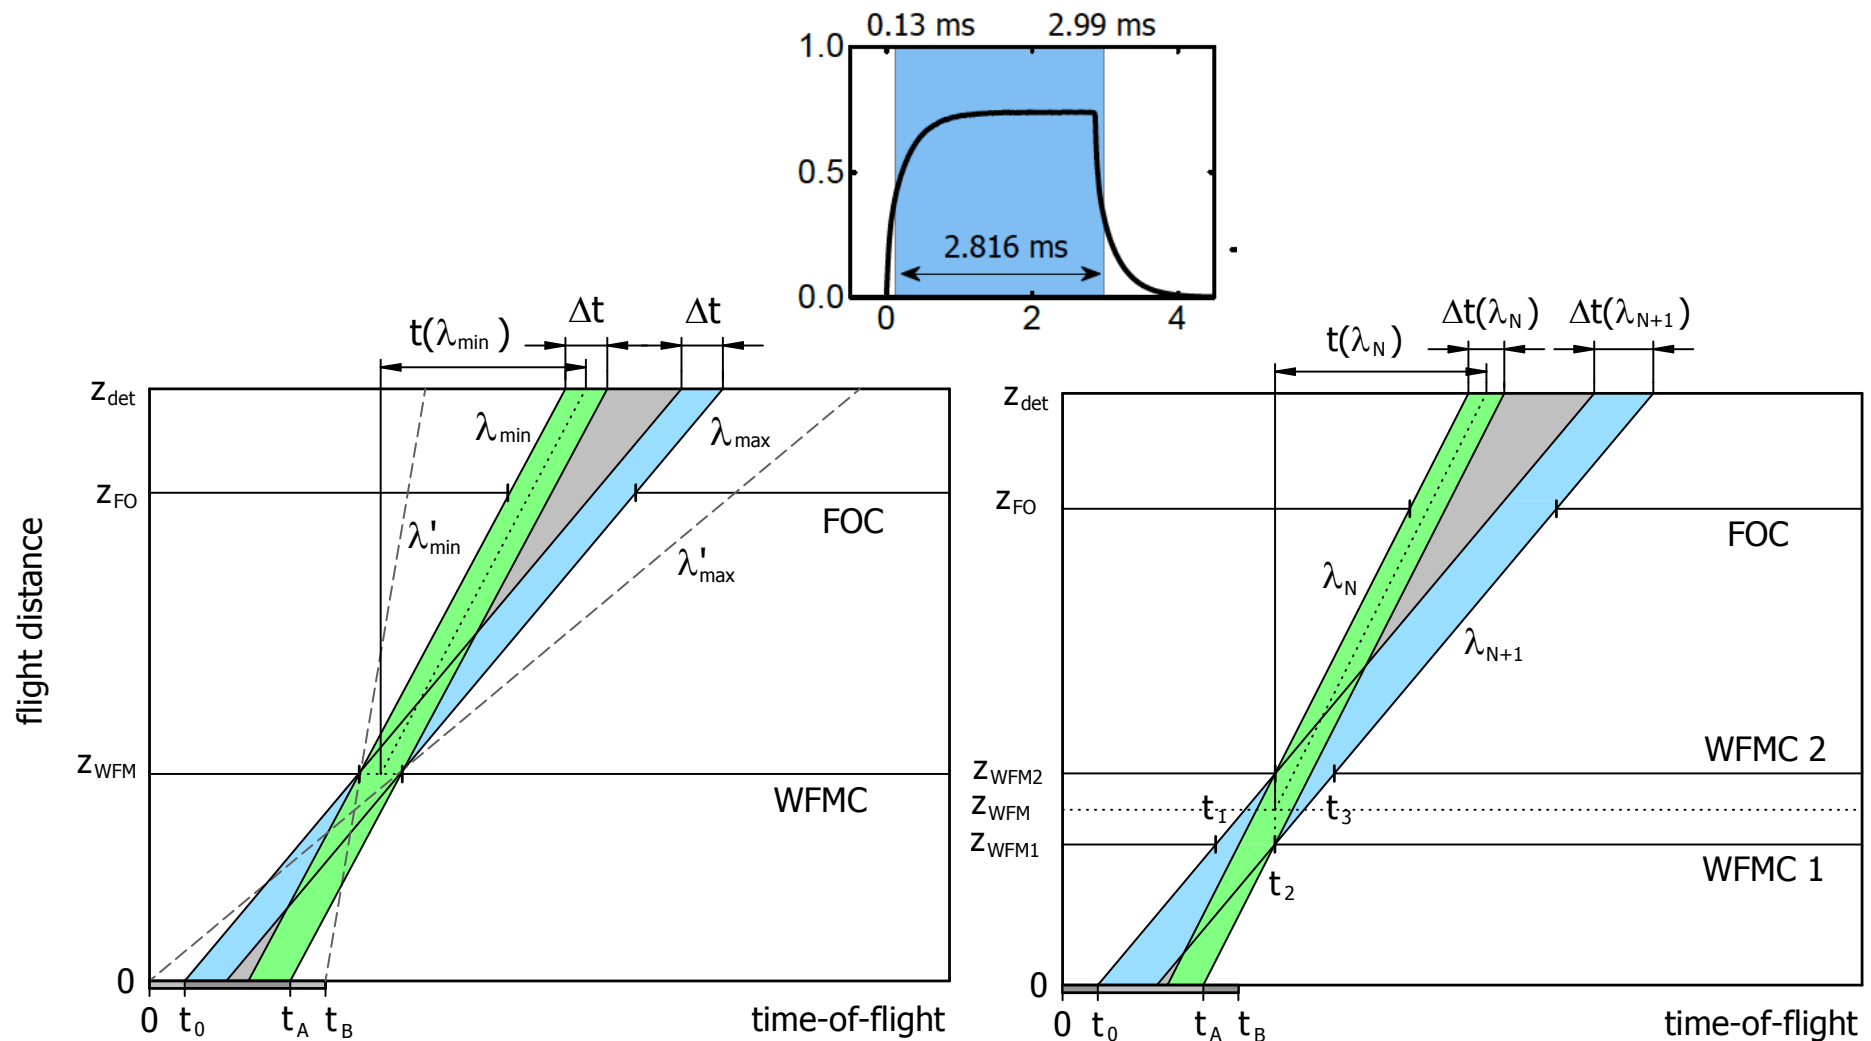 0.13 ms 2.99 ms
1.0
0.5
2.816 ms
0.0
0 2 4
Δt Δt
t(λmin)
zdet
λmin
λmax
zFO
FOC
λ'min
λ'max
flight distance
zWFM
WFMC
0
0 t0 tA tB
time-of-flight
Δt(λN) Δt(λN+1)
t(λN)
zdet
zFO
FOC
λN
λN+1
WFMC 2
zWFM2
zWFM
t1 t3
zWFM1
WFMC 1
t2
0
0 t0 tA tB
time-of-flight